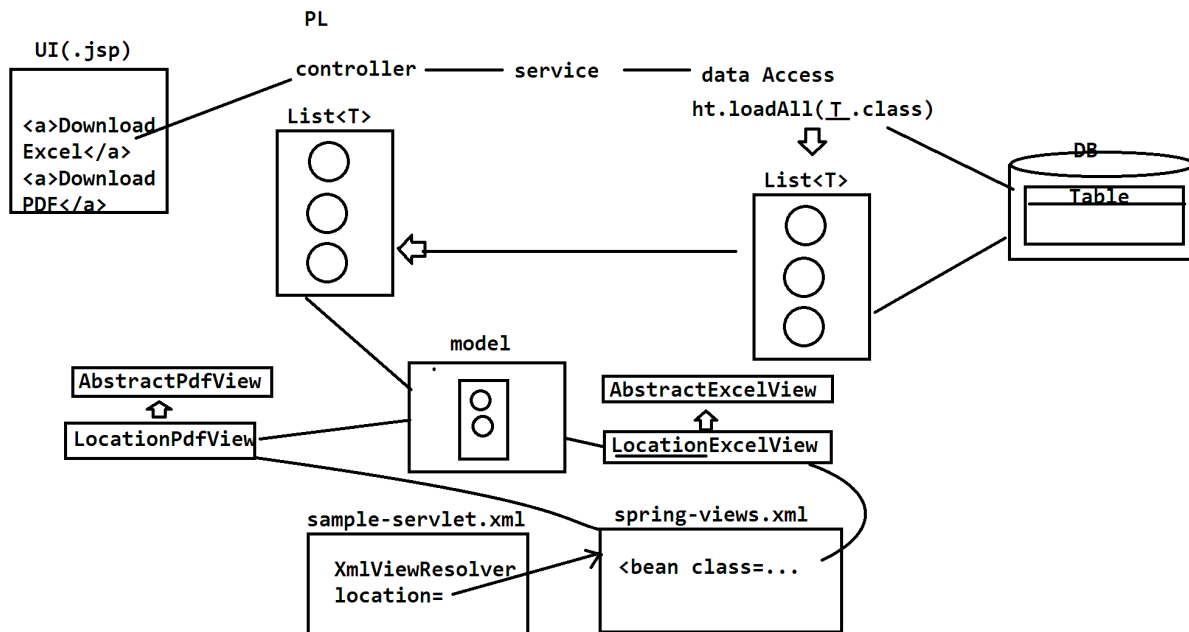 PL
UI(.jsp)
controller
service
data Access
<a>Download
Excel</a>
<a>Download
PDF</a>
List<T>
ht.loadAll(T.class)
DB
Table
List<T>
model
AbstractPdfView
AbstractExcelView
LocationPdfView
LocationExcelView
sample-servlet.xml
spring-views.xml
XmlViewResolver
location=
<bean class=...